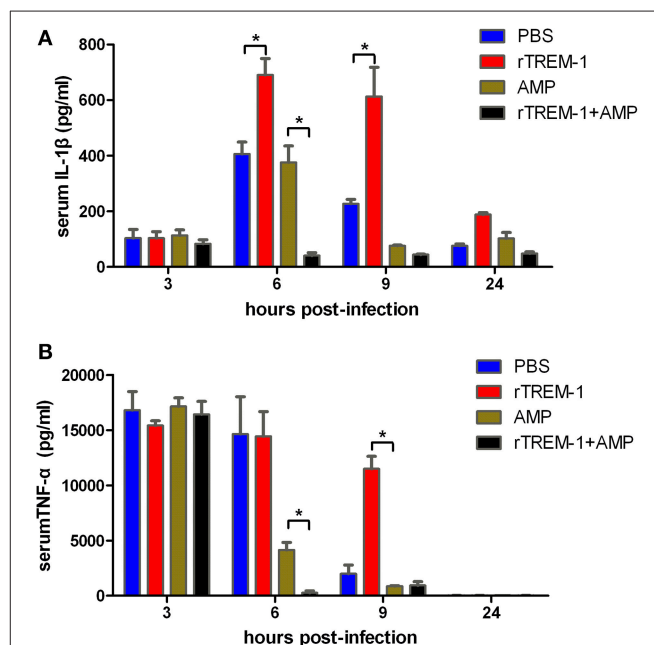 A
serum IL-1β (pg/ml)
800
600
400
200
0
* * *
PBS
rTREM-1
AMP
rTREM-1+AMP
3 6 9 24
hours post-infection
B
serumTNF-α (pg/ml)
20000
15000
10000
5000
0
* *
PBS
rTREM-1
AMP
rTREM-1+AMP
3 6 9 24
hours post-infection